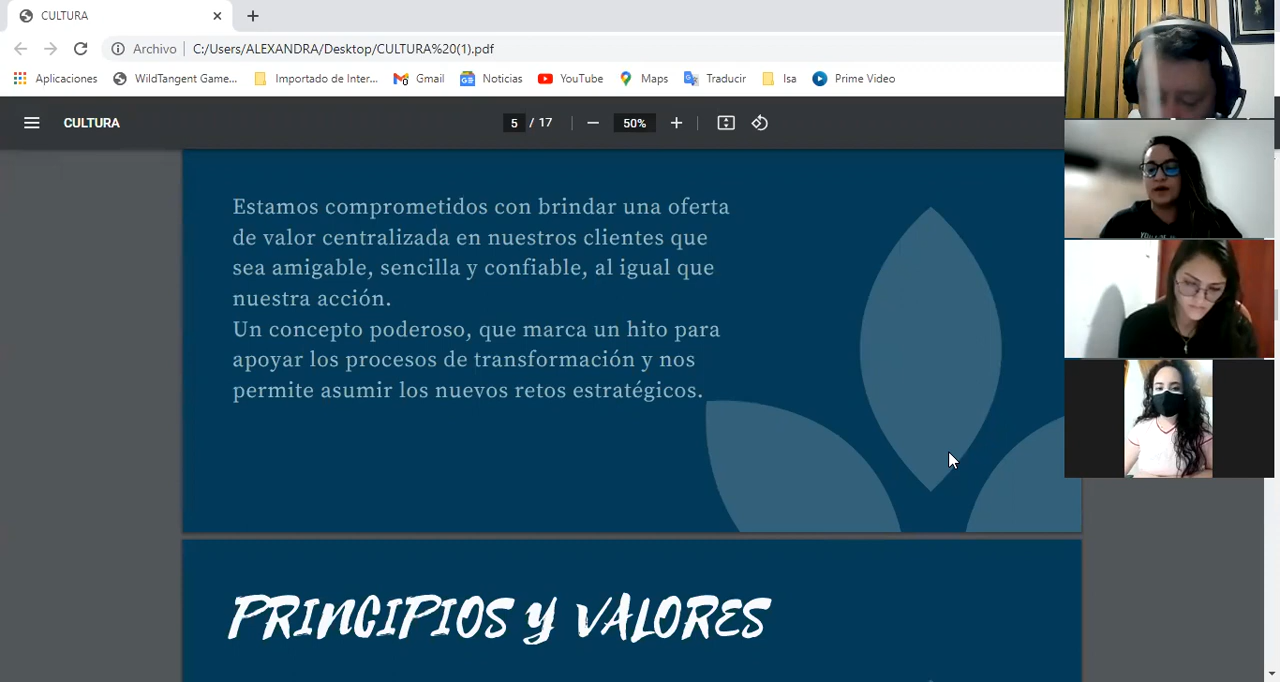 CULTURA
Archivo
C:/Users/ALEXANDRA/Desktop/CULTURA%20(1).pdf
Aplicaciones
WildTangent Game...
Importado de Inter...
Gmail
Noticias
YouTube
Maps
Traducir
Isa
Prime Video
CULTURA
5 / 17
50%
Estamos comprometidos con brindar una oferta
de valor centralizada en nuestros clientes que
sea amigable, sencilla y confiable, al igual que
nuestra acción.
Un concepto poderoso, que marca un hito para
apoyar los procesos de transformación y nos
permite asumir los nuevos retos estratégicos.
PRINCIPIOS y VALORES